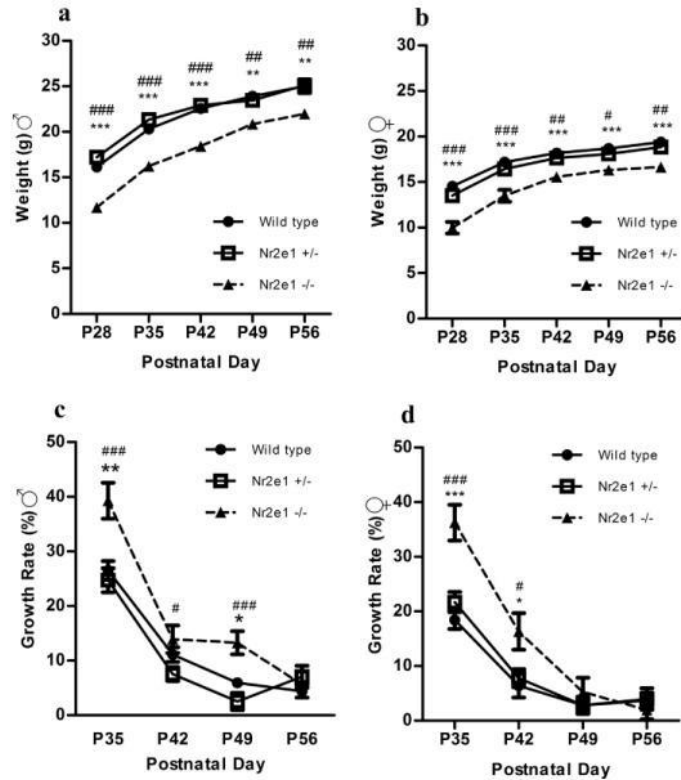 a
Weight (g) ♂
30
25
20
15
10
5
0
###
***
###
***
###
***
##
**
##
**
Wild type
Nr2e1 +/-
Nr2e1 -/-
P28 P35 P42 P49 P56
Postnatal Day
b
Weight (g) ♀
30
25
20
15
10
5
0
###
***
###
***
##
***
#
***
##
***
Wild type
Nr2e1 +/-
Nr2e1 -/-
P28 P35 P42 P49 P56
Postnatal Day
c
Growth Rate (%) ♂
50
40
30
20
10
0
###
**
#
###
*
Wild type
Nr2e1 +/-
Nr2e1 -/-
P35 P42 P49 P56
Postnatal Day
d
Growth Rate (%) ♀
50
40
30
20
10
0
###
***
#
*
Wild type
Nr2e1 +/-
Nr2e1 -/-
P35 P42 P49 P56
Postnatal Day